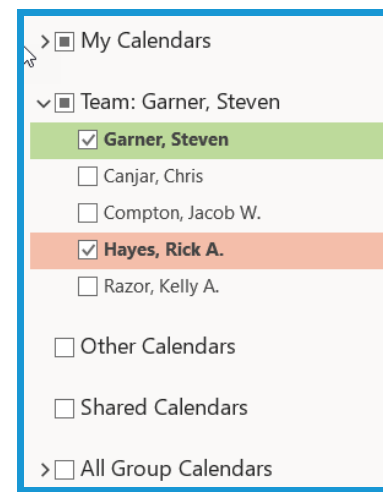 My Calendars
Team: Garner, Steven
Garner, Steven
Canjar, Chris
Compton, Jacob W.
Hayes, Rick A.
Razor, Kelly A.
Other Calendars
Shared Calendars
All Group Calendars